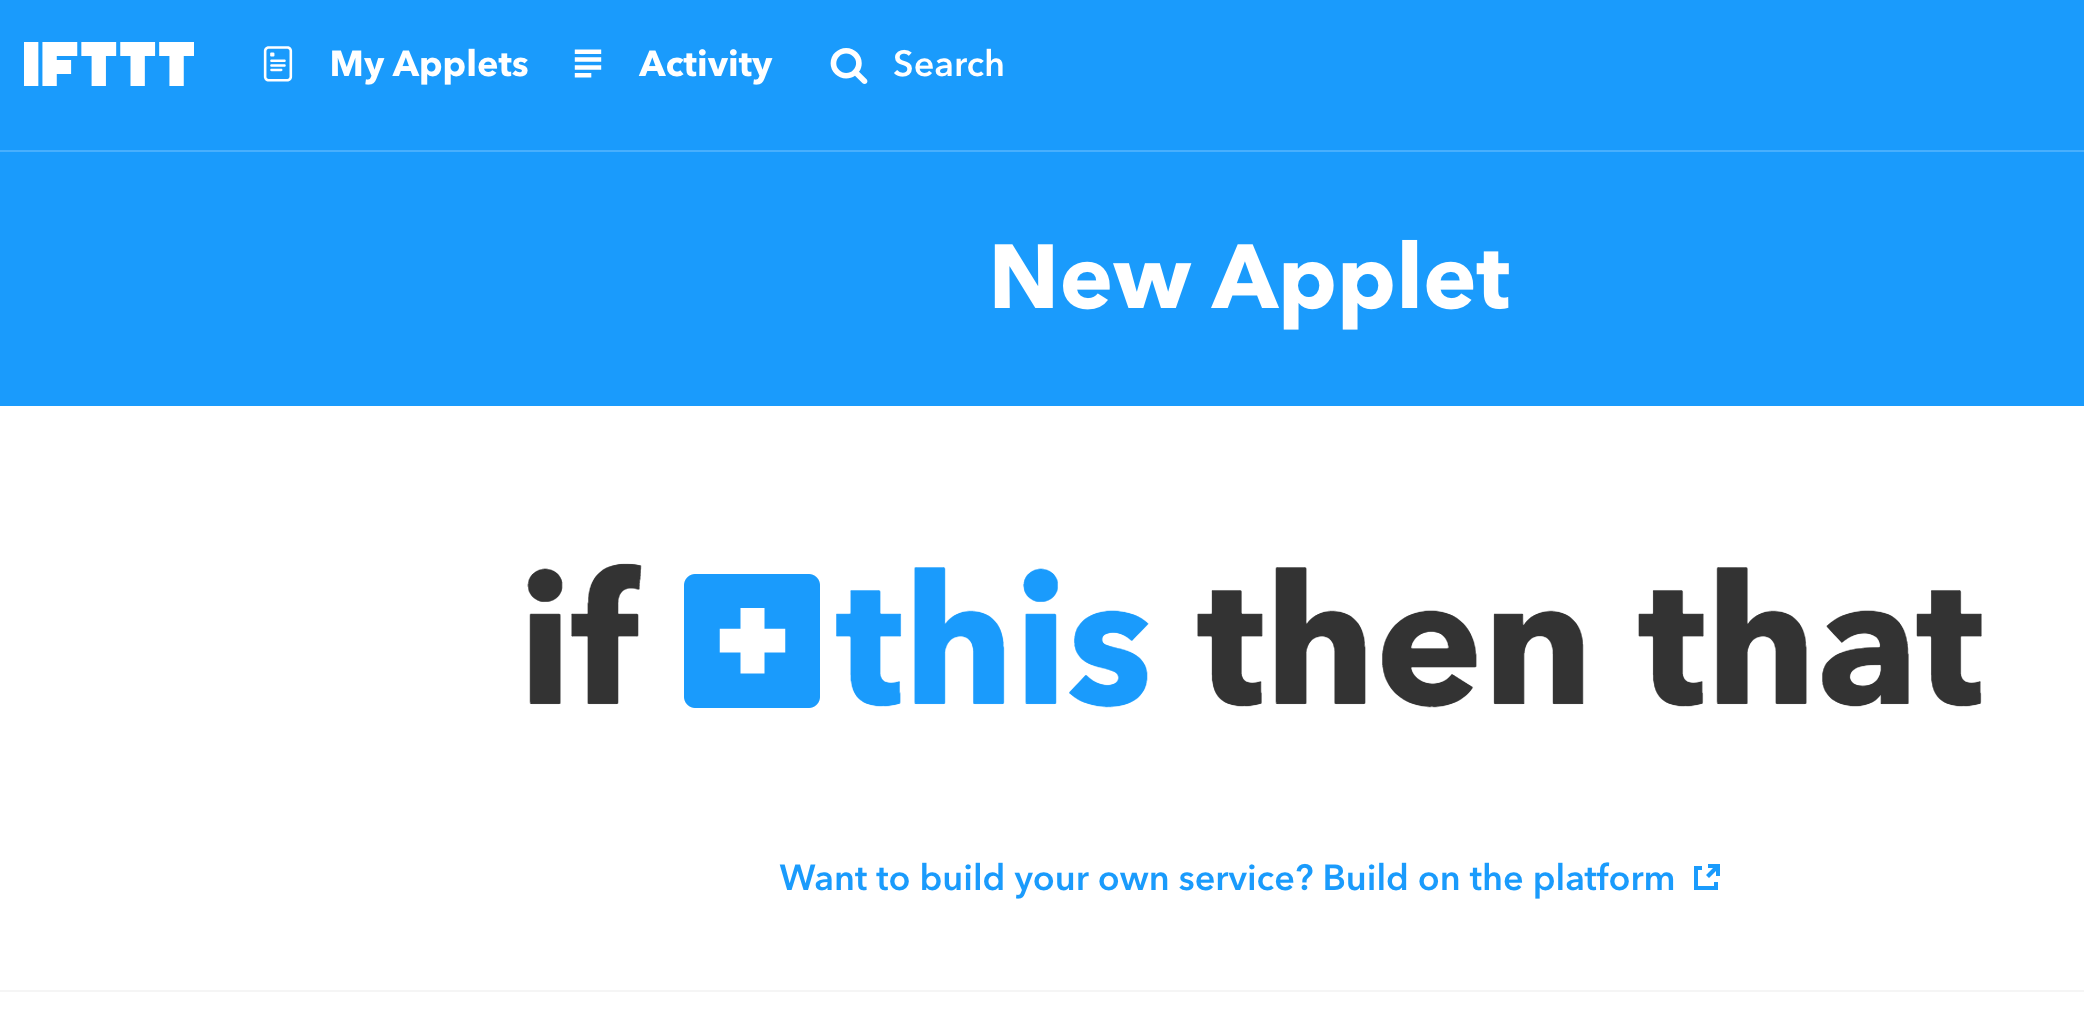 IFTTT My Applets Activity Search
New Applet
if this then that
Want to build your own service? Build on the platform